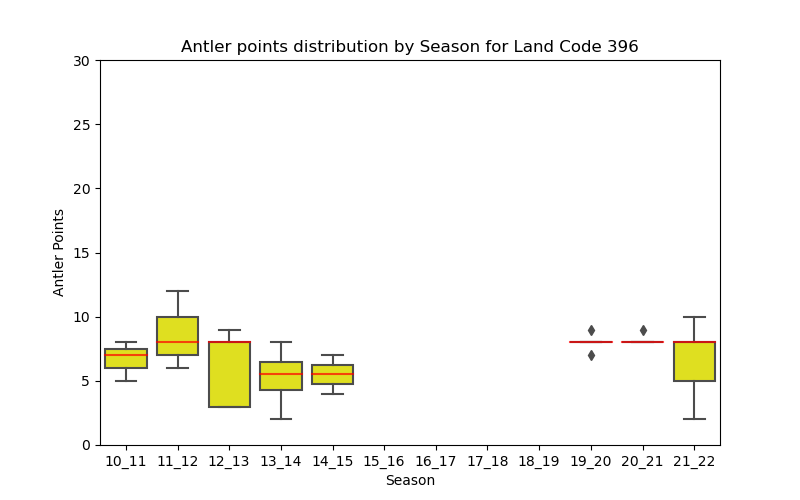 Antler points distribution by Season for Land Code 396
30
25
20
15
10
5
0
Antler Points
10_11 11_12 12_13 13_14 14_15 15_16 16_17 17_18 18_19 19_20 20_21 21_22
Season